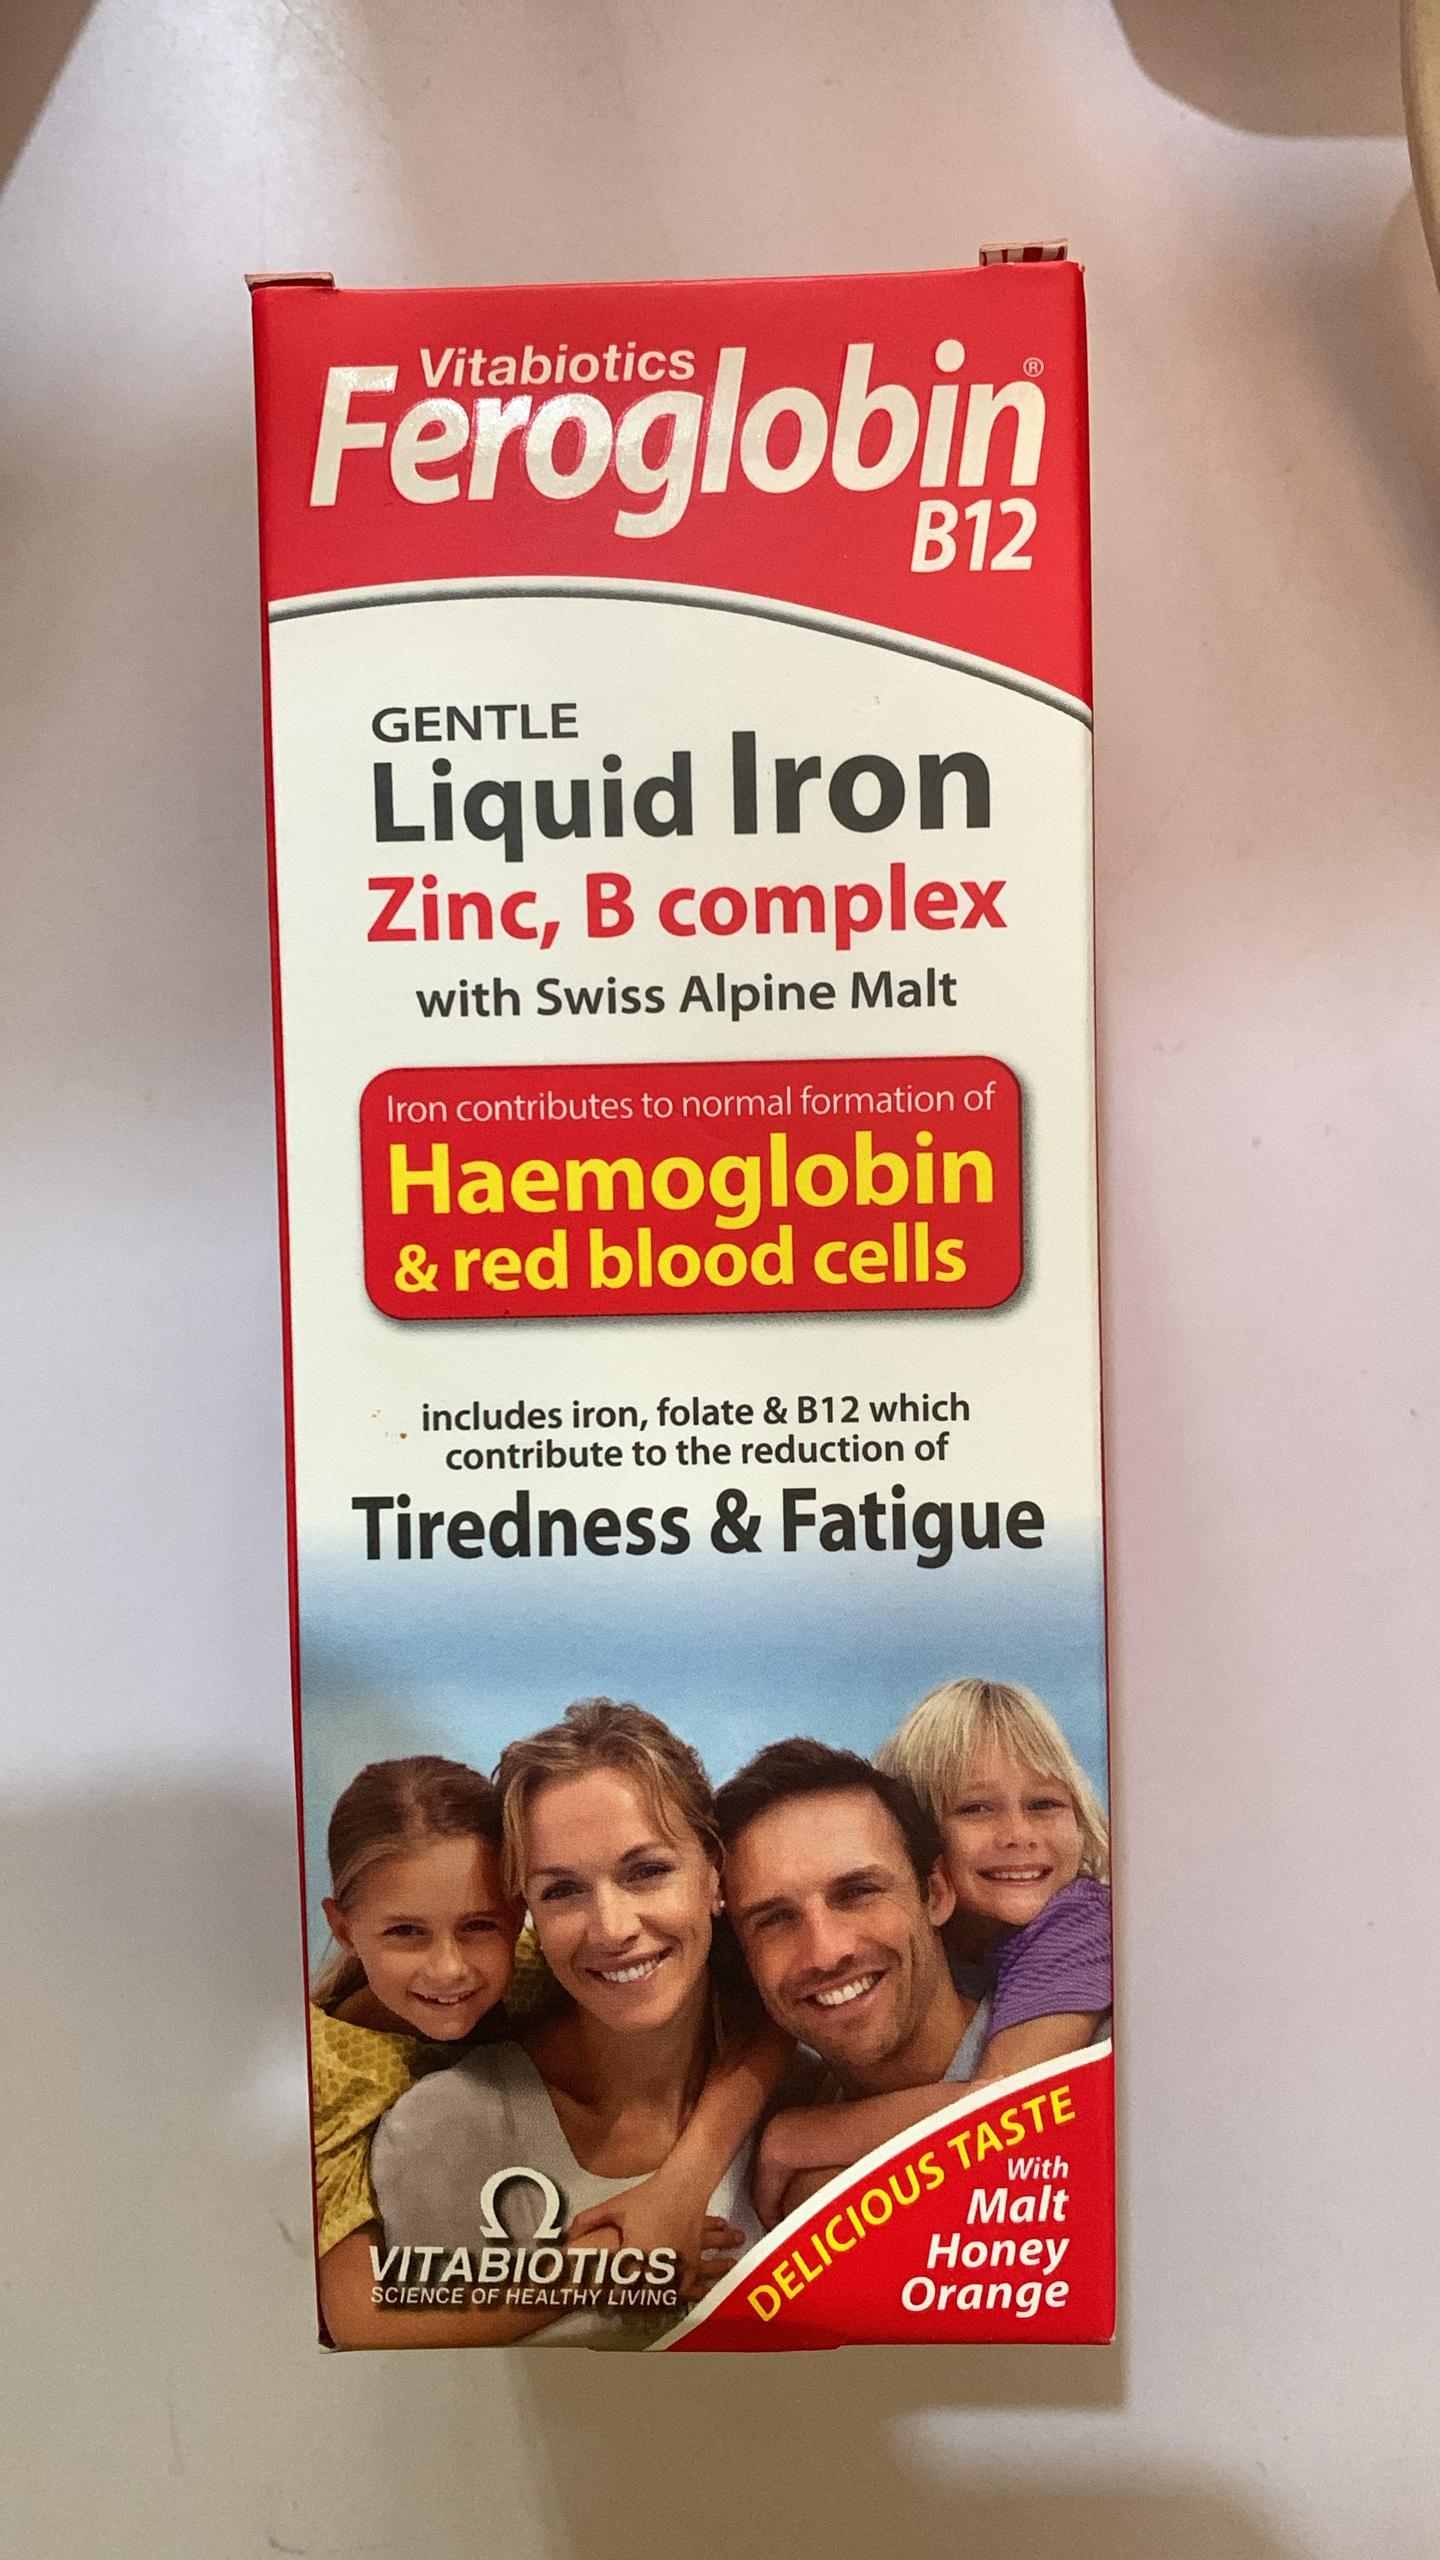 Vitabiotics
Feroglobin®
B12
GENTLE
Liquid Iron
Zinc, B complex
with Swiss Alpine Malt
Iron contributes to normal formation of
Haemoglobin
& red blood cells
includes iron, folate & B12 which
contribute to the reduction of
Tiredness & Fatigue
DELICIOUS TASTE
With
Malt
Honey
Orange
VITABIOTICS
SCIENCE OF HEALTHY LIVING